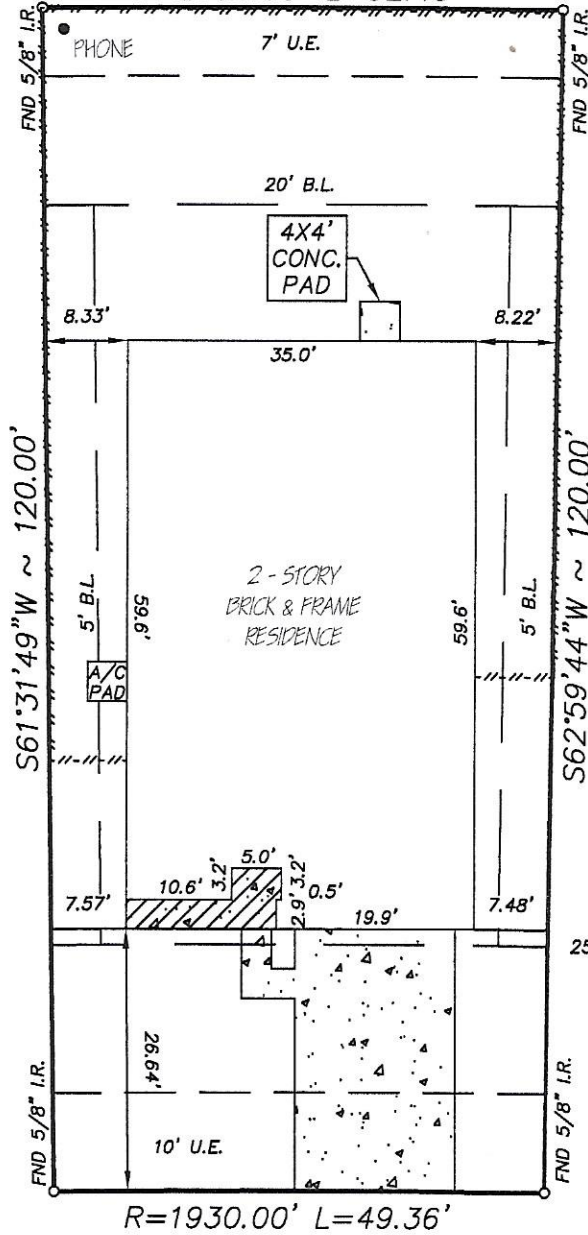 FND 5/8" I.R.
FND 5/8" I.R.
PHONE
7' U.E.
20' B.L.
4X4'
CONC.
PAD
8.33'
8.22'
35.0'
S61°31'49"W ~ 120.00'
S62°59'44"W ~ 120.00'
5' B.L.
5' B.L.
59.6'
59.6'
2 - STORY
BRICK & FRAME
RESIDENCE
A/C
PAD
5.0'
10.6'
3.2'
3.2'
2.9'
0.5'
7.57'
19.9'
7.48'
25
26.64'
10' U.E.
FND 5/8" I.R.
FND 5/8" I.R.
R=1930.00' L=49.36'